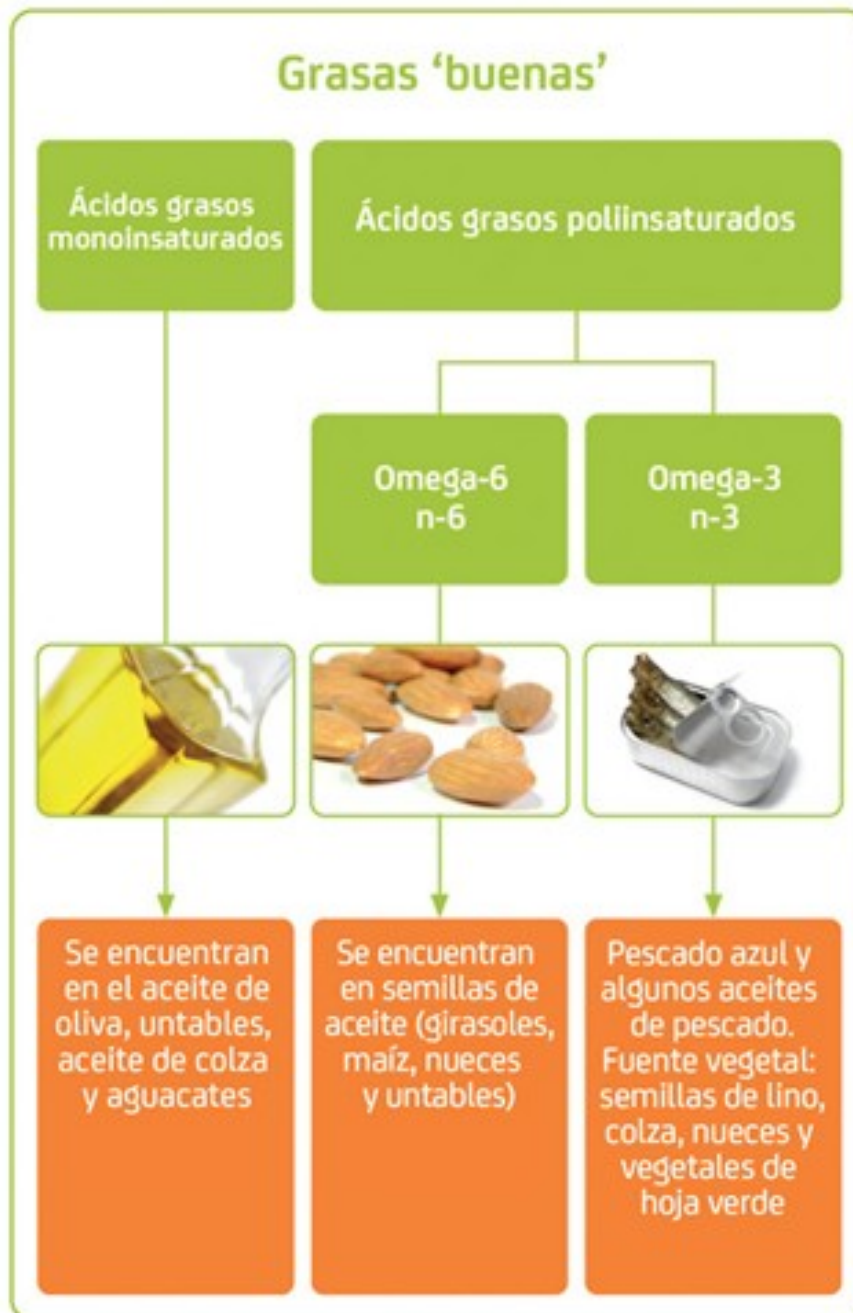 Grasas ‘buenas’
Ácidos grasos
monoinsaturados
Ácidos grasos poliinsaturados
Omega-6
n-6
Omega-3
n-3
Se encuentran
en el aceite de
oliva, untables,
aceite de colza
y aguacates
Se encuentran
en semillas de
aceite (girasoles,
maíz, nueces
y untables)
Pescado azul y
algunos aceites
de pescado.
Fuente vegetal:
semillas de lino,
colza, nueces y
vegetales de
hoja verde